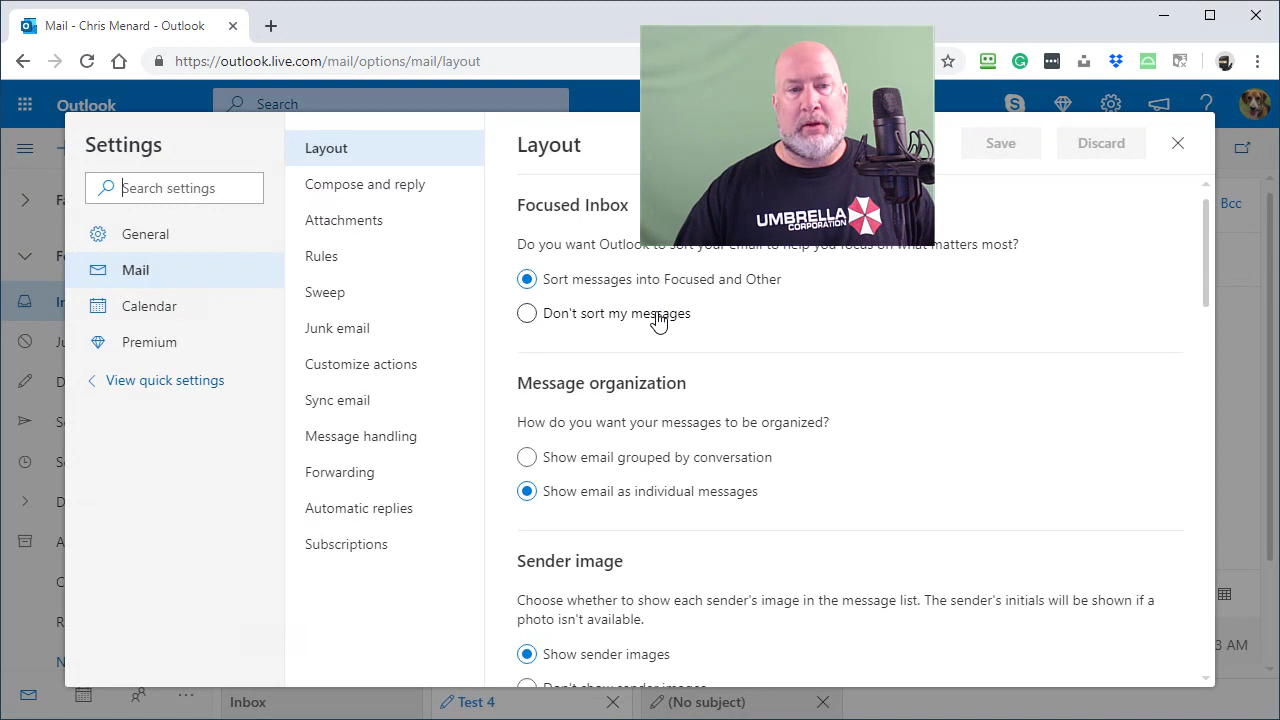 Mail - Chris Menard - Outlook
https://outlook.live.com/mail/options/mail/layout
Outlook
Search
Settings
Search settings
General
Mail
Calendar
Premium
View quick settings
Layout
Compose and reply
Attachments
Rules
Sweep
Junk email
Customize actions
Sync email
Message handling
Forwarding
Automatic replies
Subscriptions
Layout
Save
Discard
Focused Inbox
Do you want Outlook to sort your email to help you focus on what matters most?
Sort messages into Focused and Other
Don't sort my messages
Message organization
How do you want your messages to be organized?
Show email grouped by conversation
Show email as individual messages
Sender image
Choose whether to show each sender's image in the message list. The sender's initials will be shown if a
photo isn't available.
Show sender images
Don't show sender images
UMBRELLA
CORPORATION
Bcc
3 AM
Inbox
Test 4
(No subject)